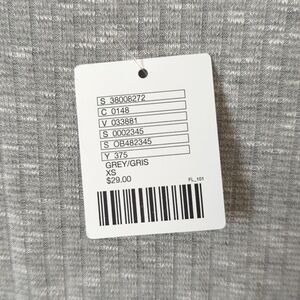 S 38008272
C 0148
V 033881
S 0002345
S OB482345
Y 375
GREY/GRIS
XS
$29.00
FL_101